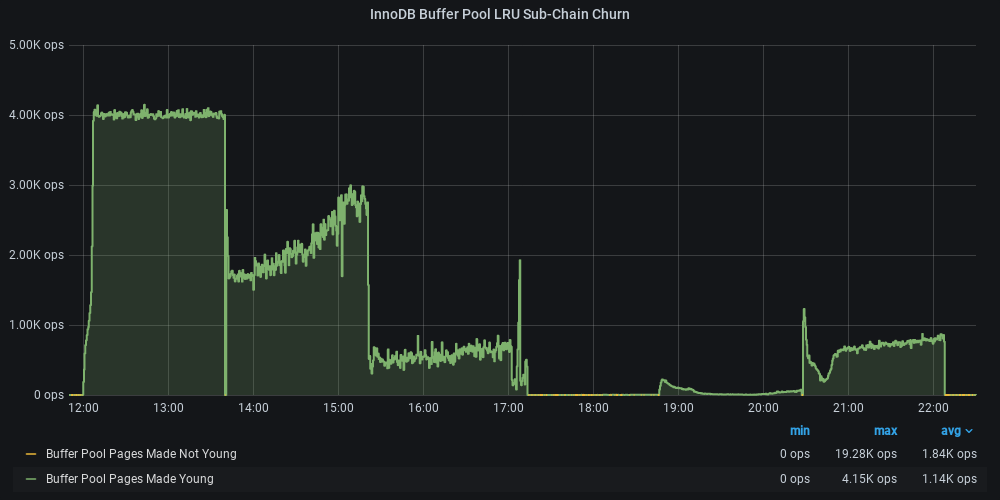 InnoDB Buffer Pool LRU Sub-Chain Churn
5.00K ops
4.00K ops
3.00K ops
2.00K ops
1.00K ops
0 ops
12:00 13:00 14:00 15:00 16:00 17:00 18:00 19:00 20:00 21:00 22:00
min max avg
Buffer Pool Pages Made Not Young 0 ops 19.28K ops 1.84K ops
Buffer Pool Pages Made Young 0 ops 4.15K ops 1.14K ops